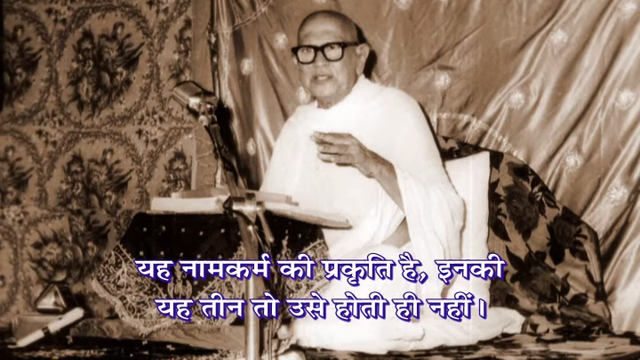 यह नामकर्म की प्रकृति है, इनकी
यह तीन तो उसे होती ही नहीं।